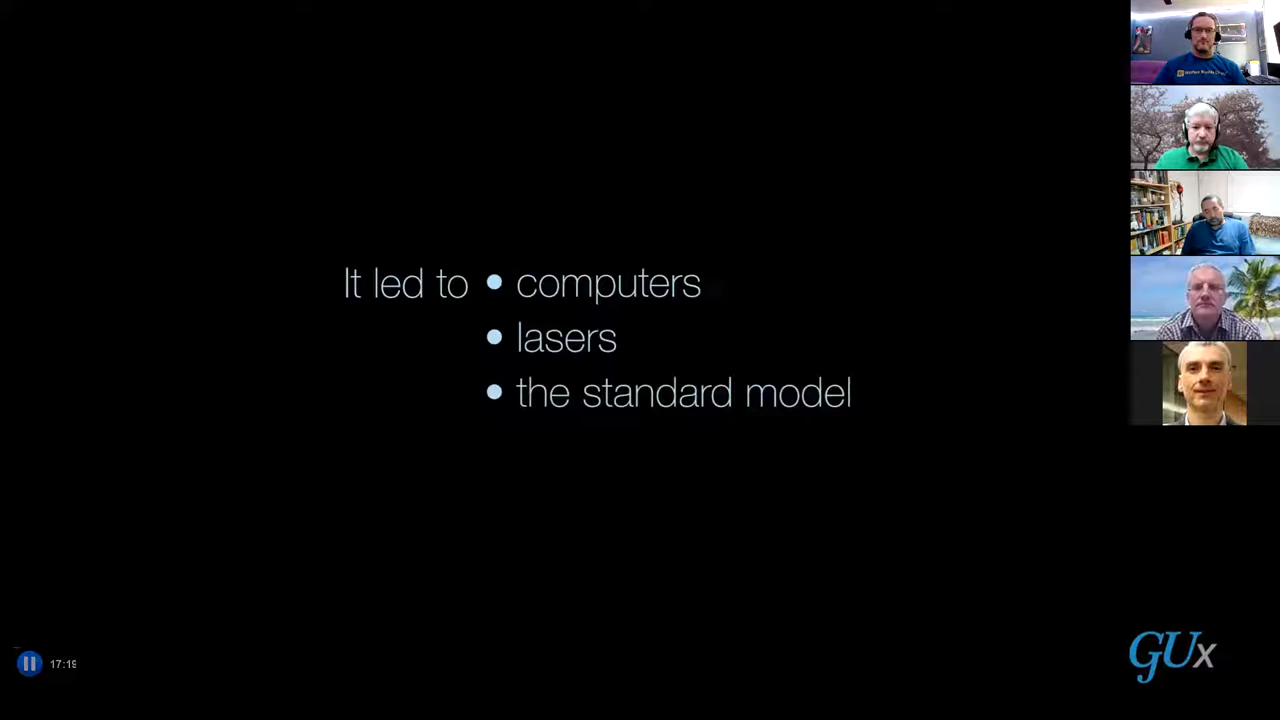 It led to • computers
• lasers
• the standard model
17:19
GUx